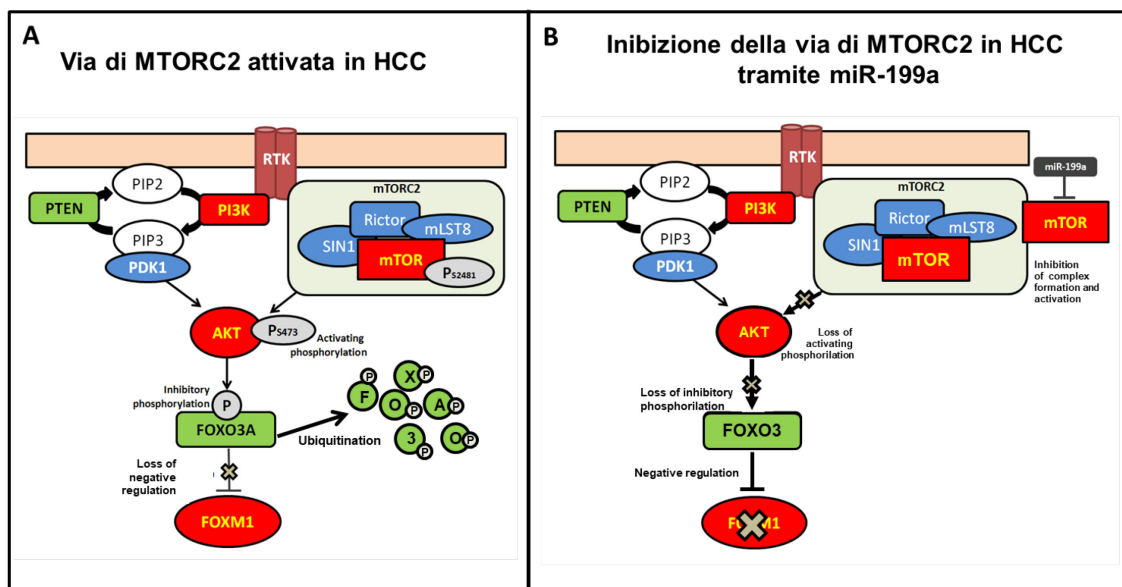 A
Via di MTORC2 attivata in HCC
RTK
mTORC2
PIP2
PTEN
PI3K
Rictor
mLST8
PIP3
SIN1
mTOR
PDK1
PS2481
AKT
PS473
Activating
phosphorylation
Inhibitory
phosphorylation
P
FOXO3A
Ubiquitination
F P
X P
O P
A P
3 P
O P
Loss of
negative
regulation
FOXM1
B
Inibizione della via di MTORC2 in HCC
tramite miR-199a
RTK
miR-199a
mTORC2
PIP2
PTEN
PI3K
Rictor
mLST8
mTOR
PIP3
SIN1
mTOR
PDK1
Inhibition
of complex
formation and
activation
AKT
Loss of
activating
phosphorilation
Loss of inhibitory
phosphorilation
FOXO3
Negative regulation